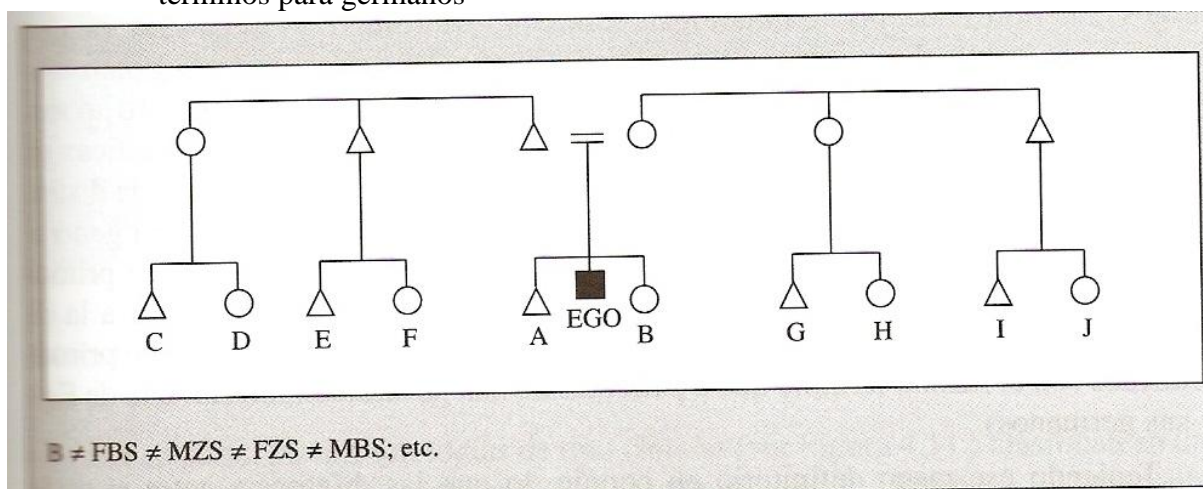 términos para germanos
C D E F A EGO B G H I J
B ≠ FBS ≠ MZS ≠ FZS ≠ MBS; etc.